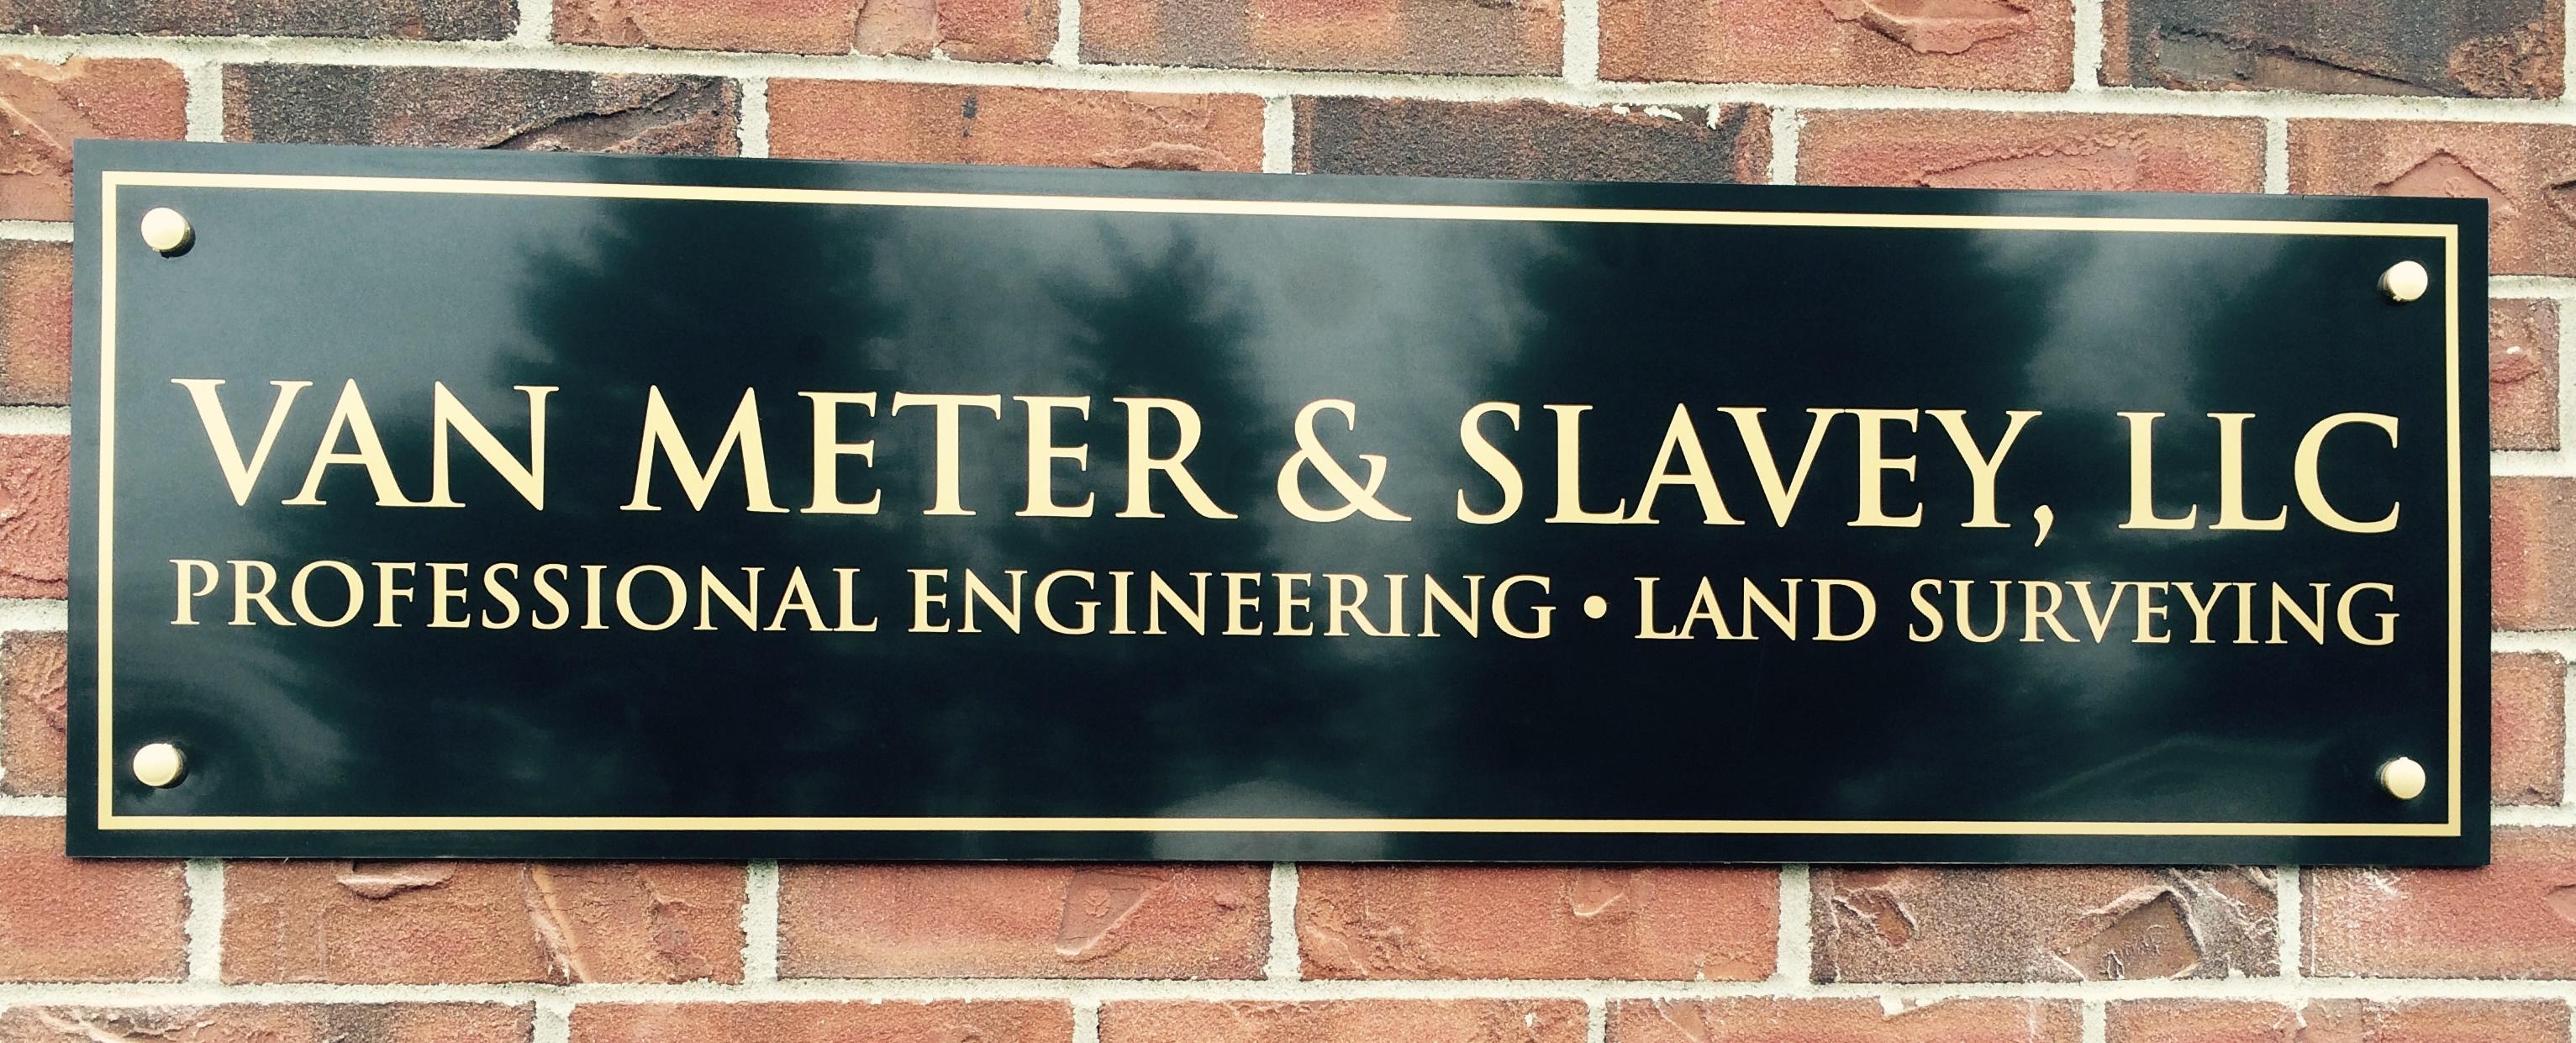 VAN METER & SLAVEY, LLC
PROFESSIONAL ENGINEERING • LAND SURVEYING